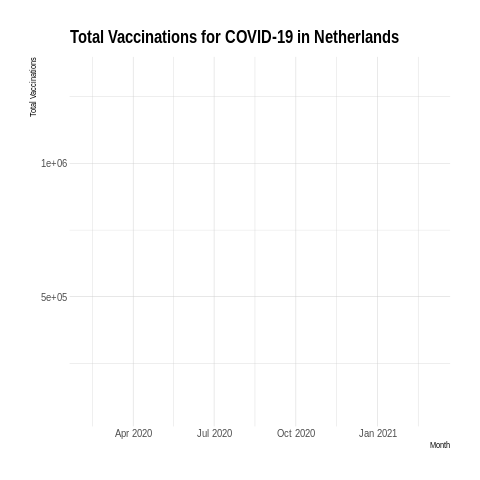 Total Vaccinations for COVID-19 in Netherlands
Total Vaccinations
1e+06
5e+05
Apr 2020 Jul 2020 Oct 2020 Jan 2021
Month